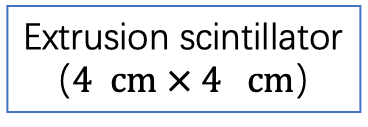 Extrusion scintillator
(4 cm × 4 cm)